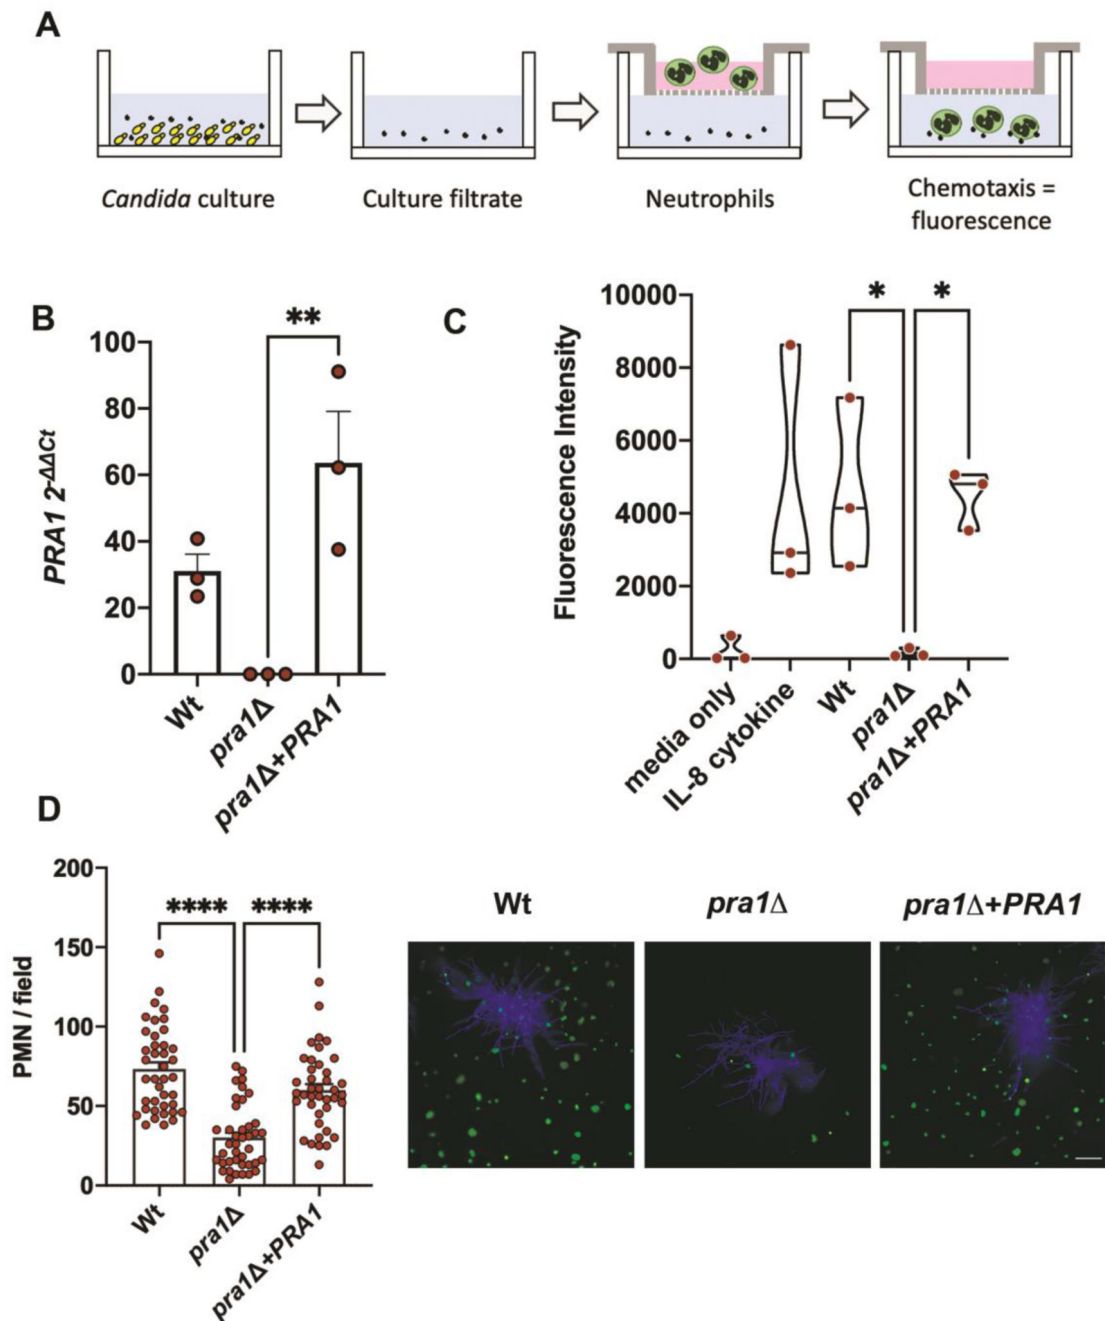 A
Candida culture
Culture filtrate
Neutrophils
Chemotaxis =
fluorescence
B
PRA1 2^-ΔΔCt
100
80
60
40
20
0
**
Wt
pra1Δ
pra1Δ+PRA1
C
Fluorescence Intensity
10000
8000
6000
4000
2000
0
*
*
media only
IL-8 cytokine
Wt
pra1Δ
pra1Δ+PRA1
D
PMN / field
200
150
100
50
0
****
****
Wt
pra1Δ
pra1Δ+PRA1
Wt
pra1Δ
pra1Δ+PRA1